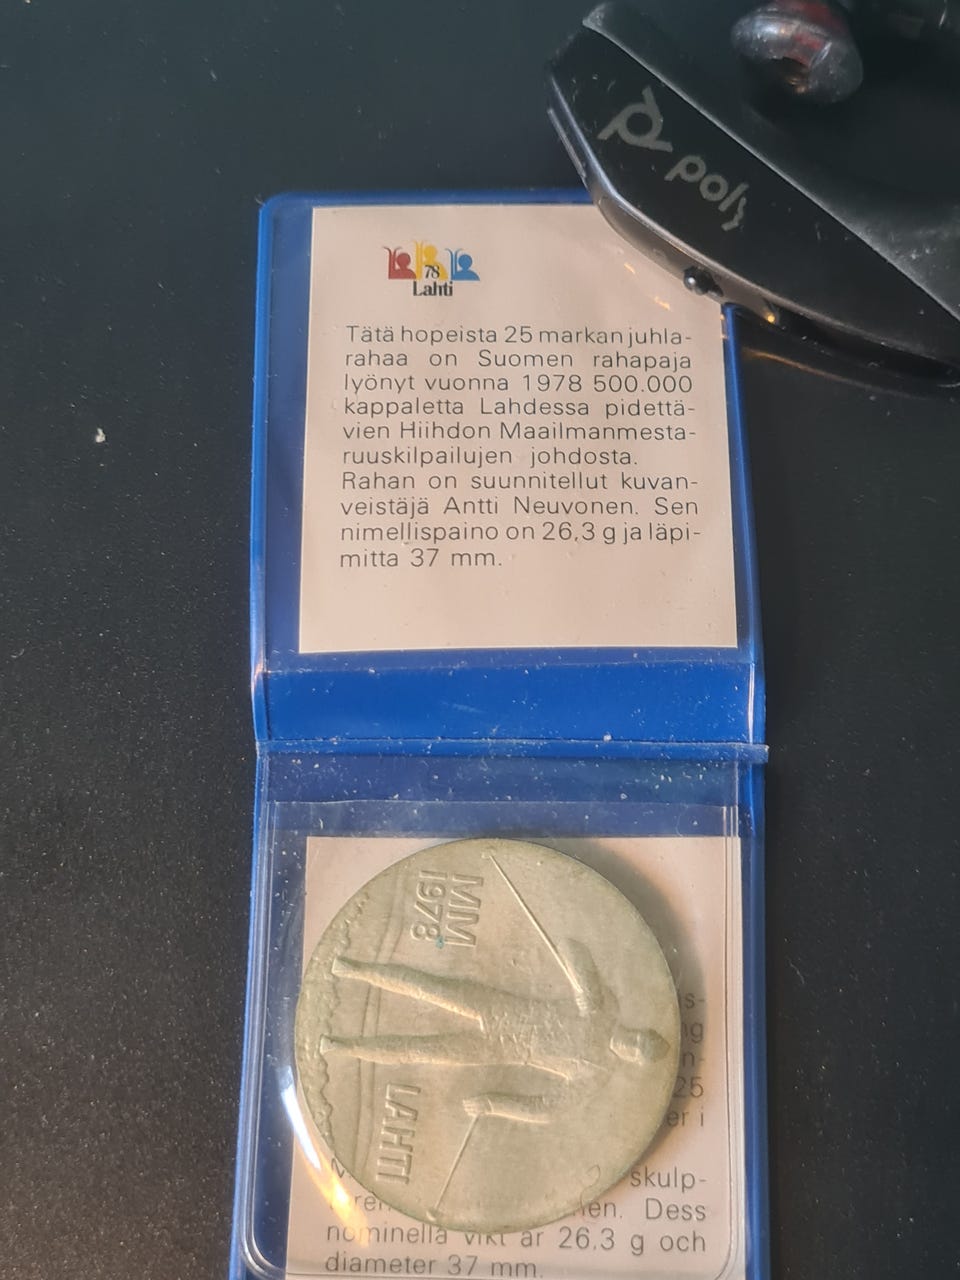 poly
78
Lahti
Tätä hopeista 25 markan juhla-
rahaa on Suomen rahapaja
lyönyt vuonna 1978 500.000
kappaletta Lahdessa pidettä-
vien Hiihdon Maailmanmesta-
ruuskilpailujen johdosta.
Rahan on suunnitellut kuvan-
veistäjä Antti Neuvonen. Sen
nimellispaino on 26,3 g ja läpi-
mitta 37 mm.
MM
1978
LAHTI
25
er i
skulp-
Dess
nominella vikt är 26,3 g och
diameter 37 mm.